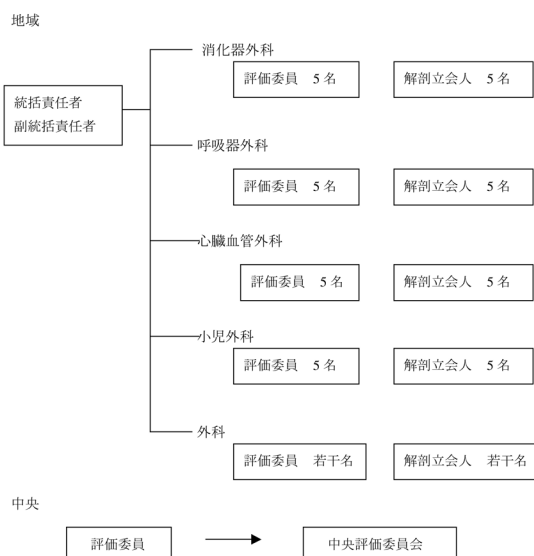 地域
消化器外科
評価委員 5 名 解剖立会人 5 名
統括責任者
副統括責任者
呼吸器外科
評価委員 5 名 解剖立会人 5 名
心臓血管外科
評価委員 5 名 解剖立会人 5 名
小児外科
評価委員 5 名 解剖立会人 5 名
外科
評価委員 若干名 解剖立会人 若干名
中央
評価委員 中央評価委員会